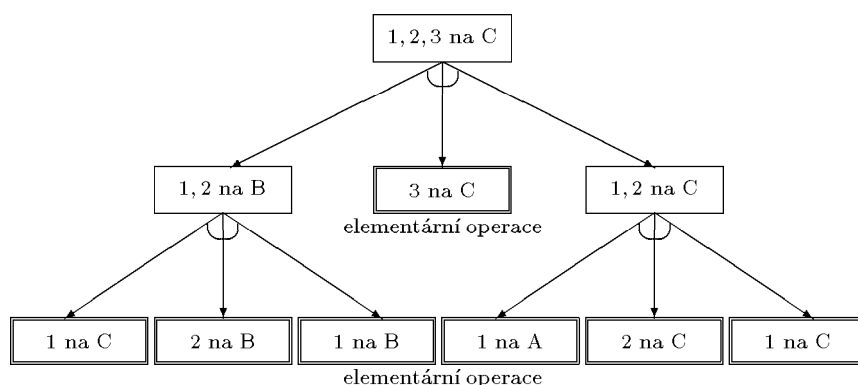 1, 2, 3 na C
1, 2 na B
3 na C
1, 2 na C
elementární operace
1 na C
2 na B
1 na B
1 na A
2 na C
1 na C
elementární operace